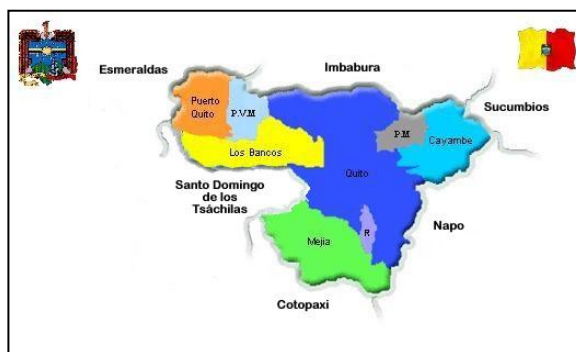 Esmeraldas
Imbabura
Sucumbios
Puerto
Quito
P.V.M
P.M
Cayambe
Los Bancos
Quito
Santo Domingo
de los
Tsáchilas
Napo
R
Mejia
Cotopaxi